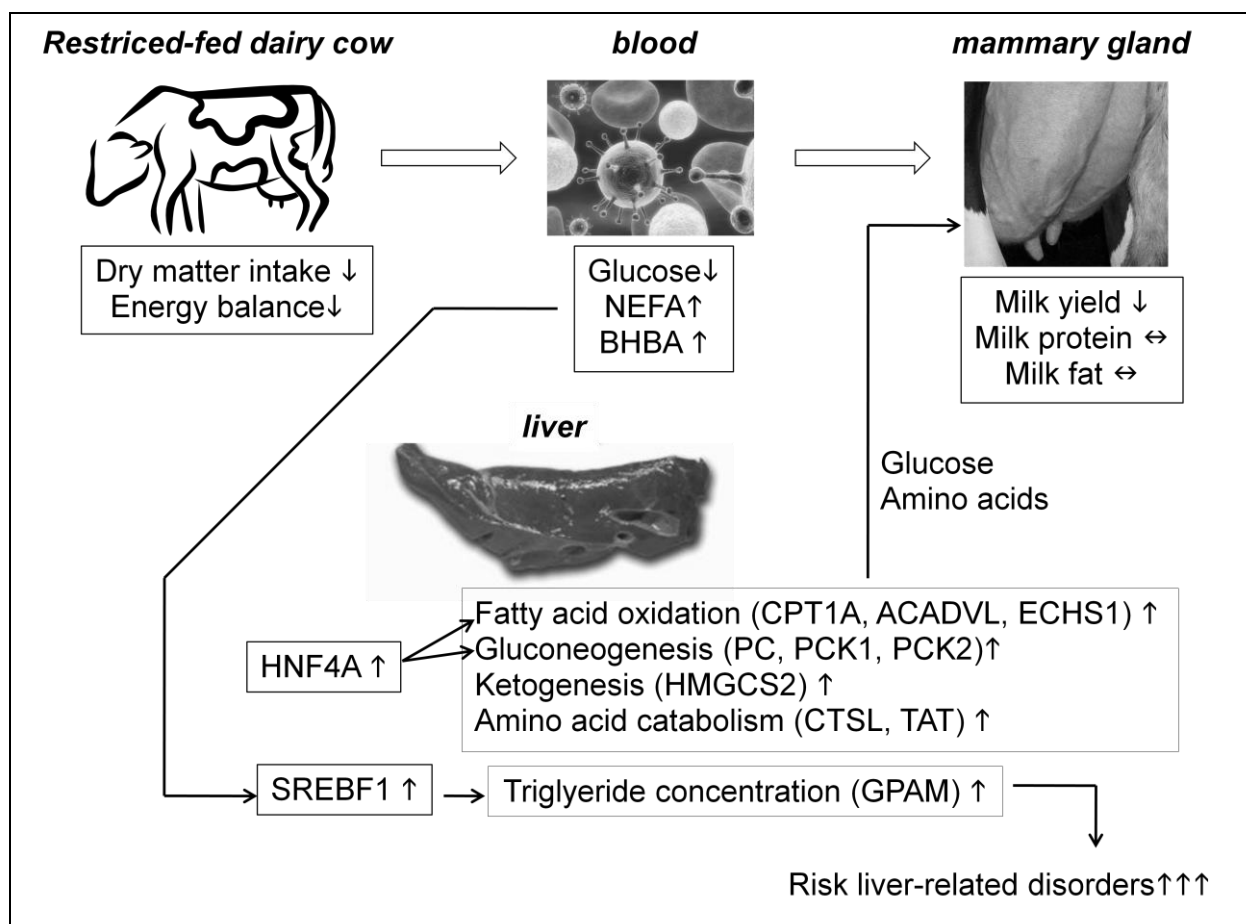 Restriced-fed dairy cow
blood
mammary gland
Dry matter intake ↓
Energy balance↓
Glucose↓
NEFA↑
BHBA ↑
Milk yield ↓
Milk protein ↔
Milk fat ↔
liver
Glucose
Amino acids
Fatty acid oxidation (CPT1A, ACADVL, ECHS1) ↑
Gluconeogenesis (PC, PCK1, PCK2)↑
Ketogenesis (HMGCS2) ↑
Amino acid catabolism (CTSL, TAT) ↑
HNF4A ↑
SREBF1 ↑
Triglyeride concentration (GPAM) ↑
Risk liver-related disorders↑↑↑